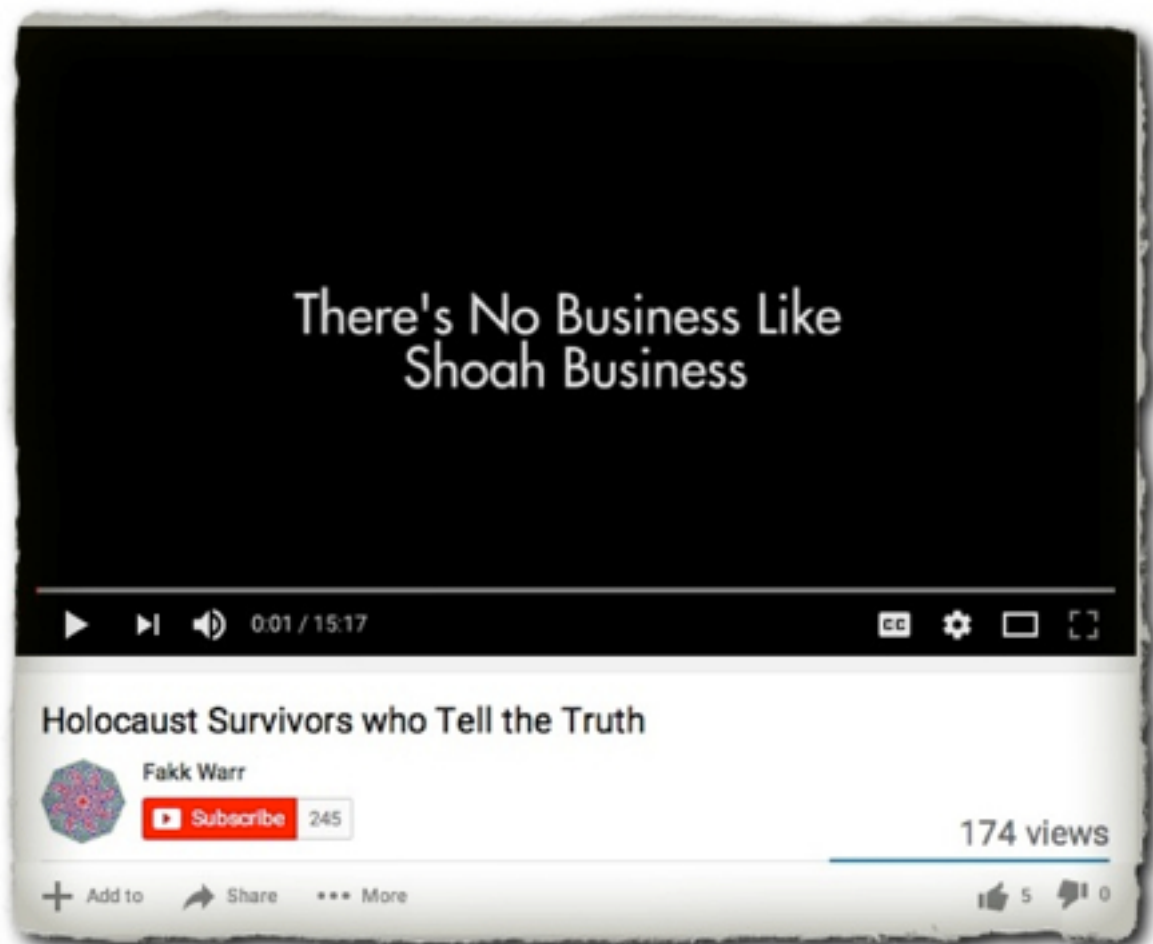 There's No Business Like
Shoah Business
0:01 / 15:17
CC
Holocaust Survivors who Tell the Truth
Fakk Warr
Subscribe 245
174 views
Add to Share More
5 0